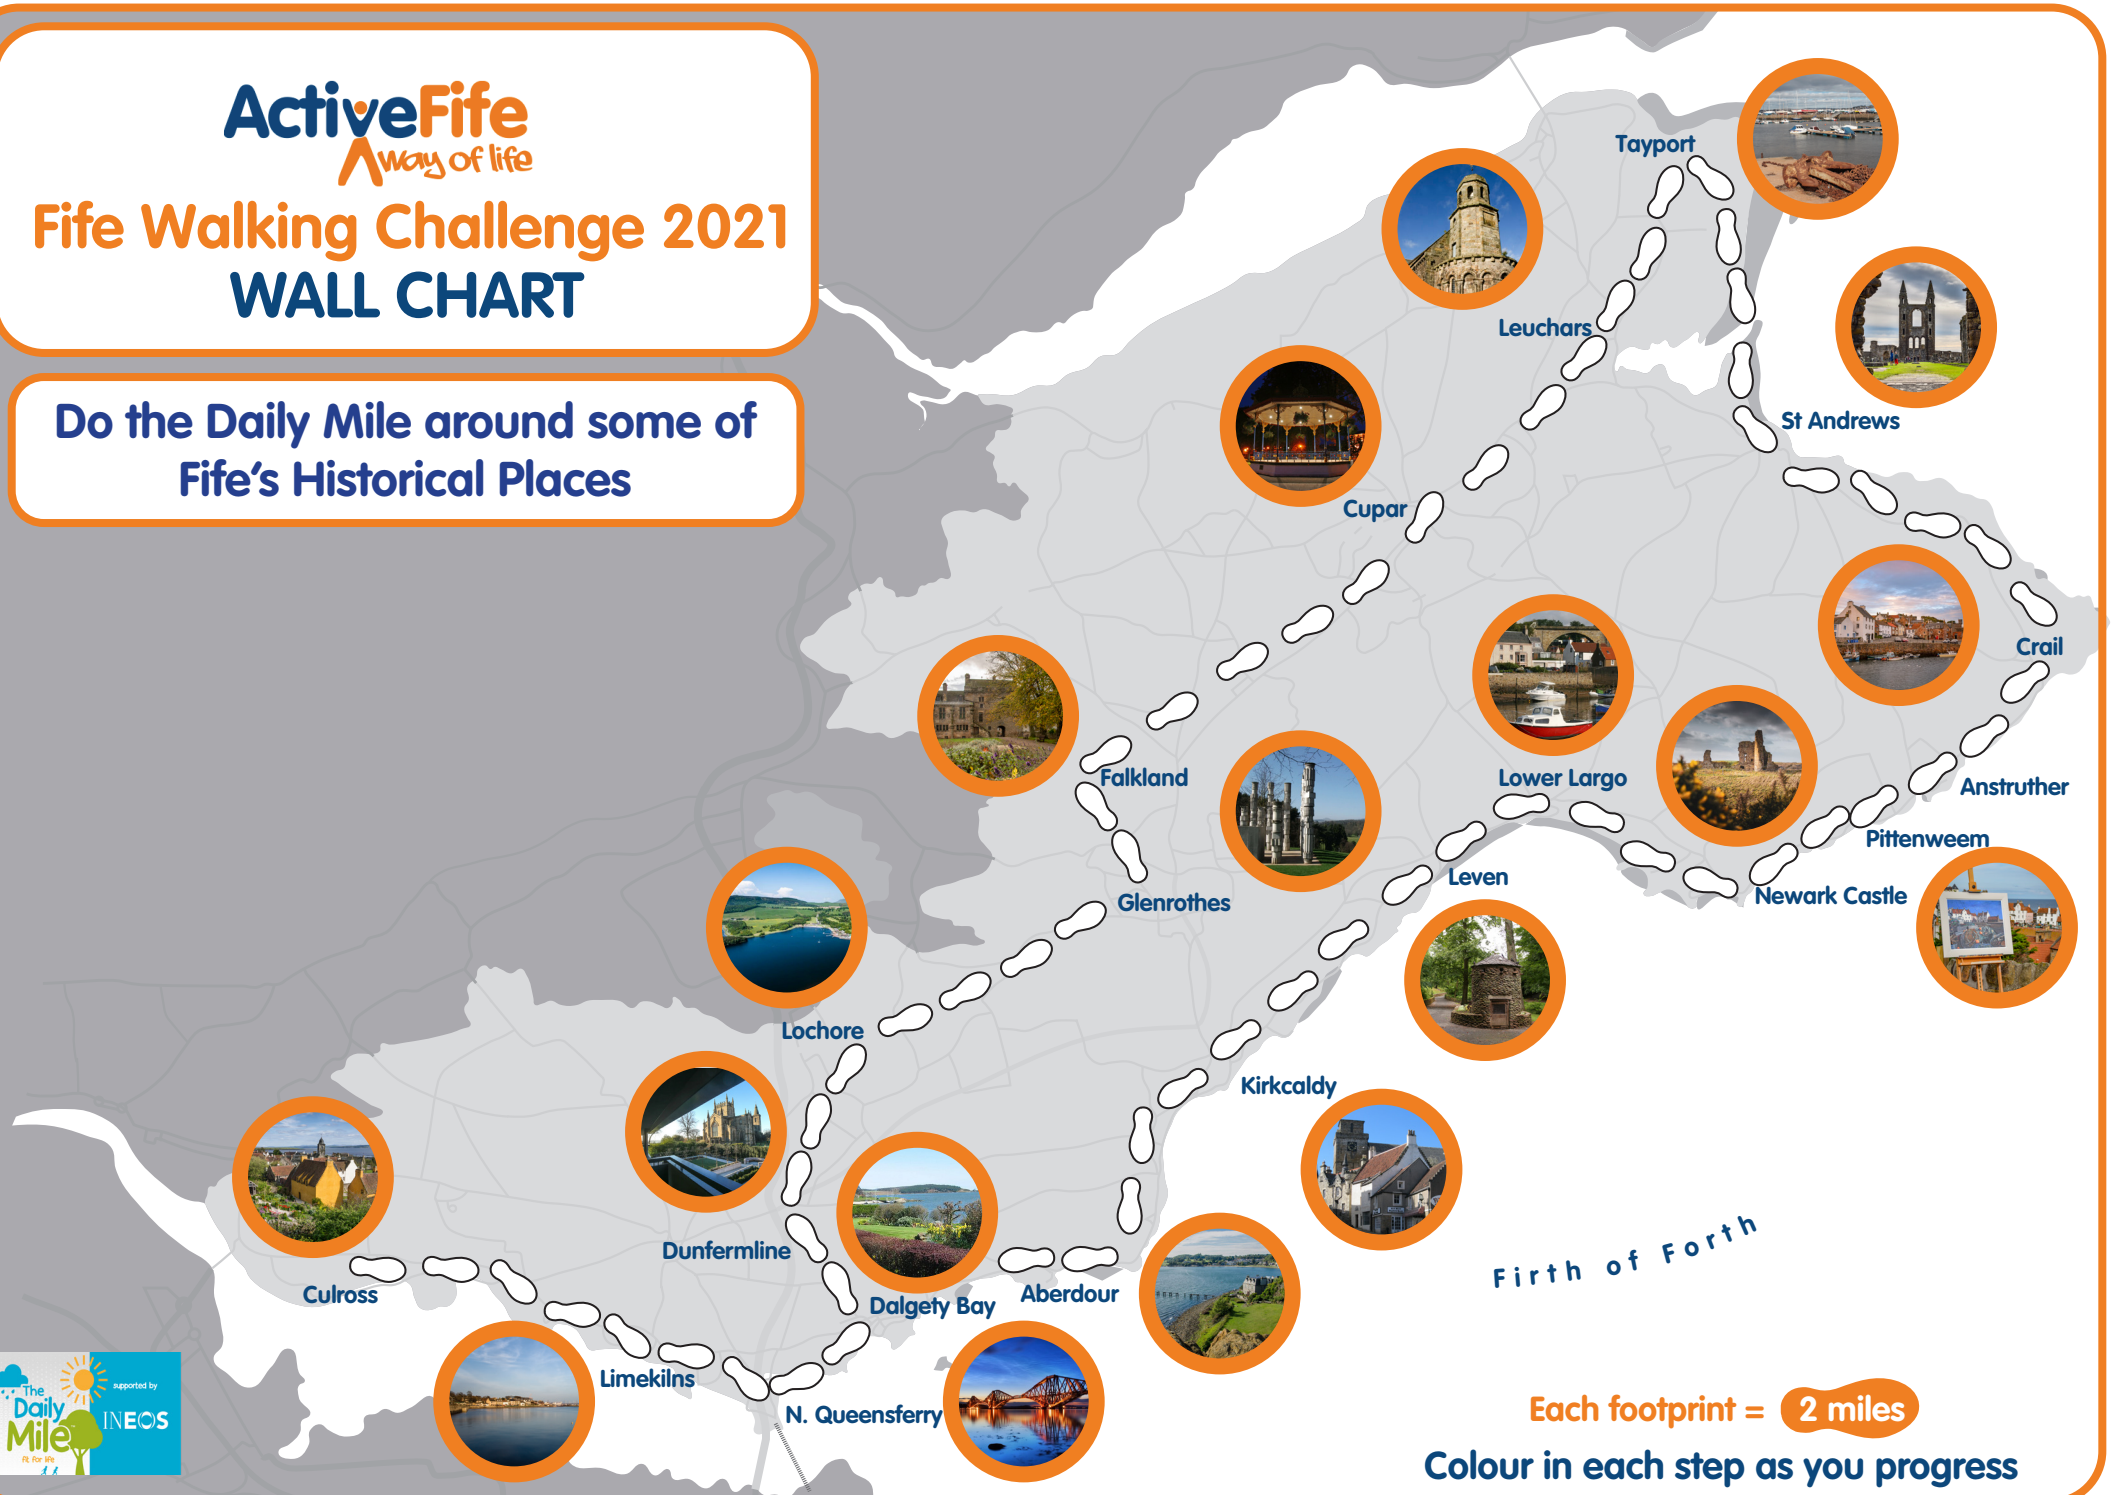 ActiveFife
A way of life
Fife Walking Challenge 2021
WALL CHART
Do the Daily Mile around some of
Fife's Historical Places
Tayport
Leuchars
St Andrews
Cupar
Crail
Falkland
Lower Largo
Anstruther
Pittenweem
Leven
Newark Castle
Glenrothes
Lochore
Kirkcaldy
Dunfermline
Culross
Dalgety Bay
Aberdour
Limekilns
N. Queensferry
Firth of Forth
The
Daily
Mile
fit for life
supported by
INEOS
Each footprint = 2 miles
Colour in each step as you progress